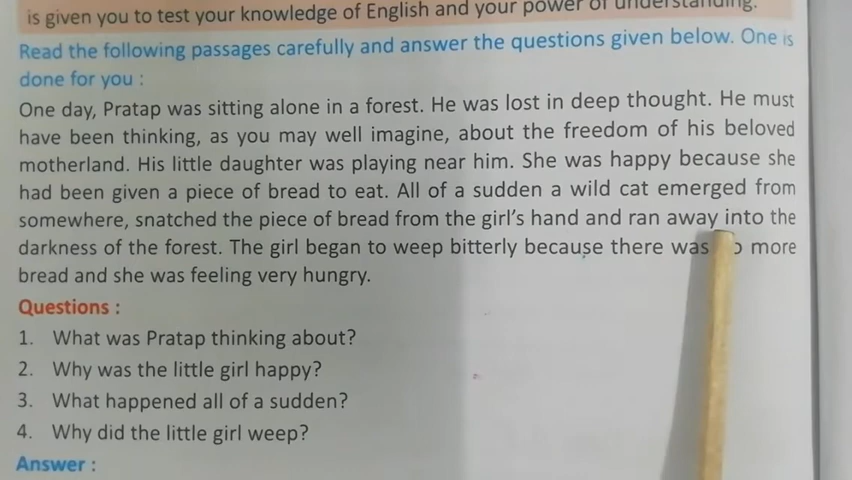 is given you to test your knowledge of English and your power of understanding.
Read the following passages carefully and answer the questions given below. One is
done for you :
One day, Pratap was sitting alone in a forest. He was lost in deep thought. He must
have been thinking, as you may well imagine, about the freedom of his beloved
motherland. His little daughter was playing near him. She was happy because she
had been given a piece of bread to eat. All of a sudden a wild cat emerged from
somewhere, snatched the piece of bread from the girl's hand and ran away into the
darkness of the forest. The girl began to weep bitterly because there was more
bread and she was feeling very hungry.
Questions :
1. What was Pratap thinking about?
2. Why was the little girl happy?
3. What happened all of a sudden?
4. Why did the little girl weep?
Answer :